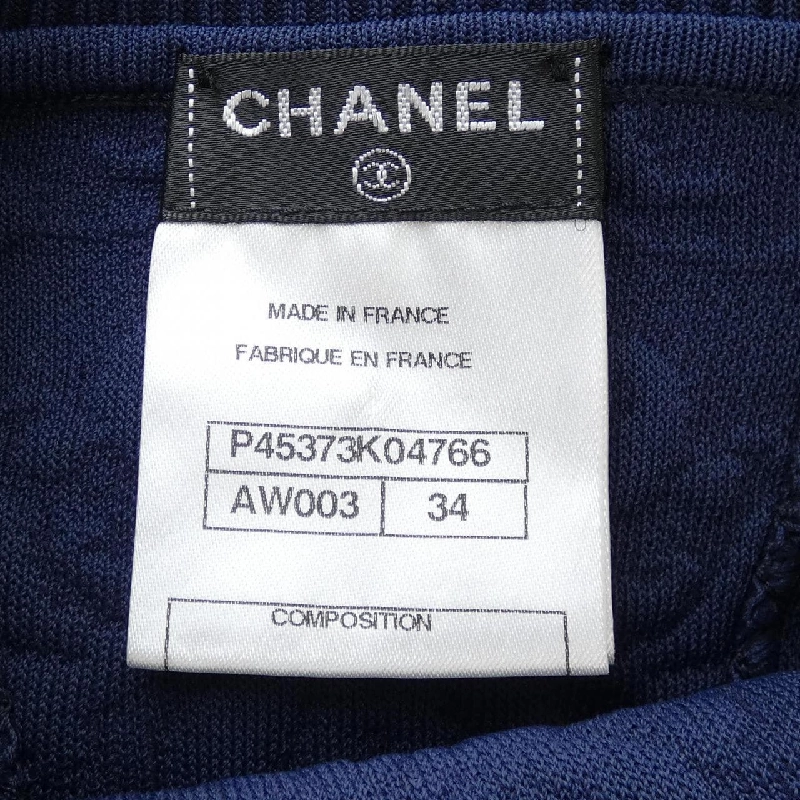 CHANEL
MADE IN FRANCE
FABRIQUE EN FRANCE
P45373K04766
AW003 34
COMPOSITION